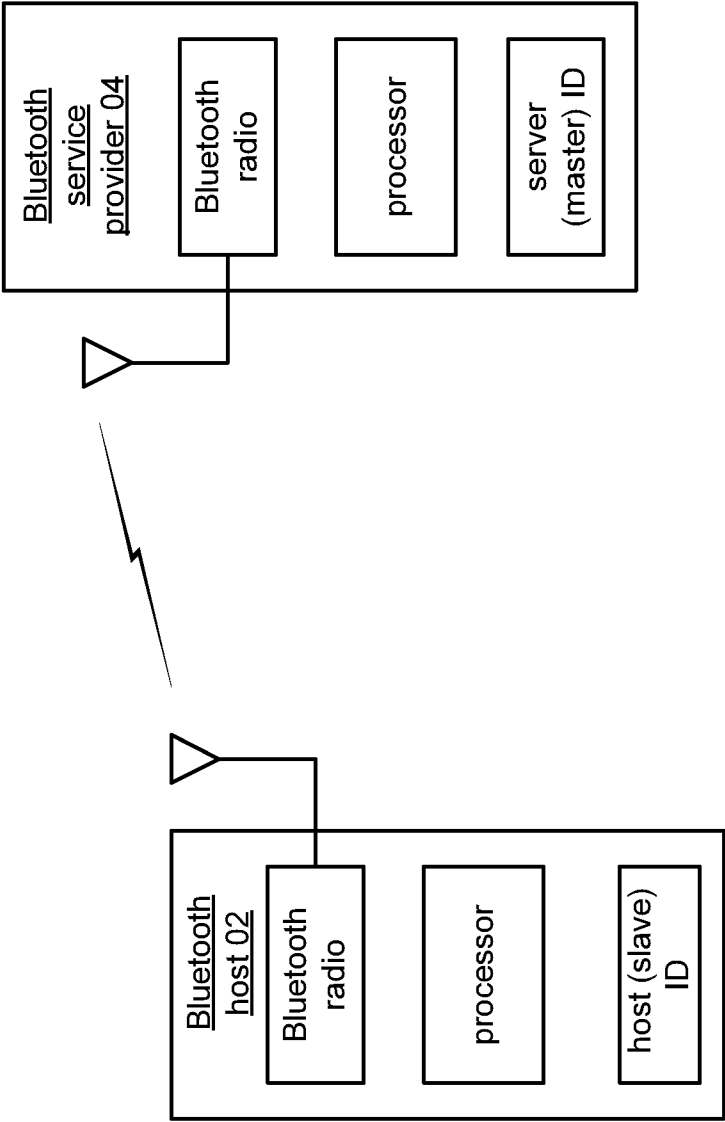 Bluetooth
host 02
Bluetooth
radio
processor
host (slave)
ID
Bluetooth
service
provider 04
Bluetooth
radio
processor
server
(master) ID